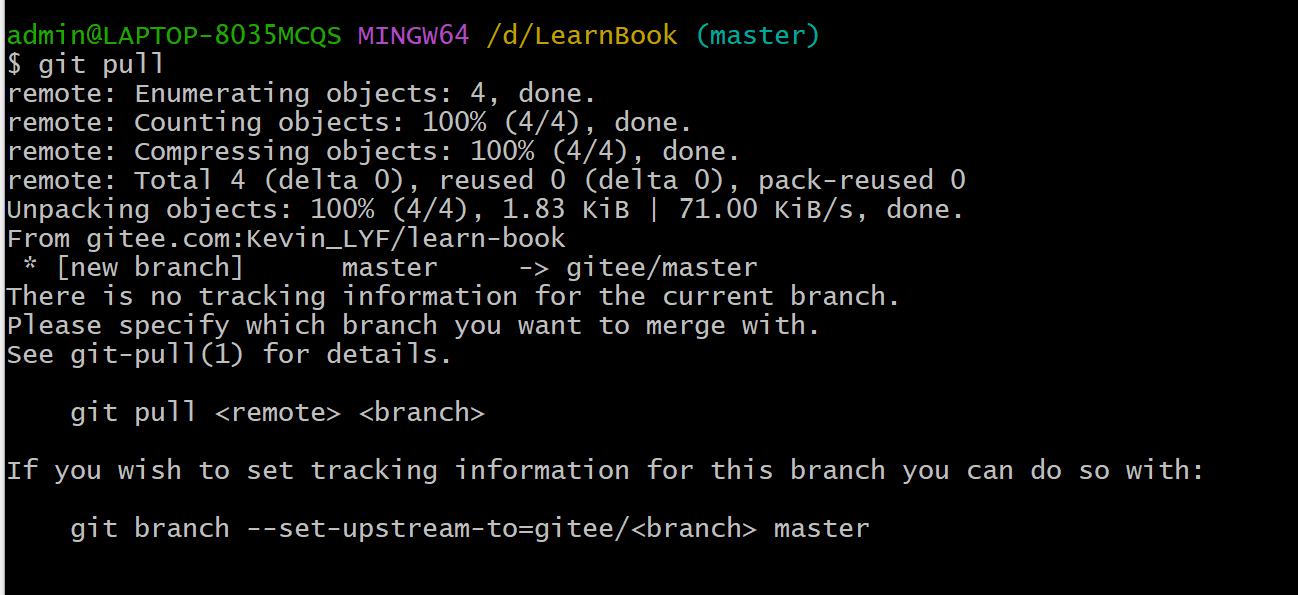 admin@LAPTOP-8035MCQS MINGW64 /d/LearnBook (master)
$ git pull
remote: Enumerating objects: 4, done.
remote: Counting objects: 100% (4/4), done.
remote: Compressing objects: 100% (4/4), done.
remote: Total 4 (delta 0), reused 0 (delta 0), pack-reused 0
Unpacking objects: 100% (4/4), 1.83 KiB | 71.00 KiB/s, done.
From gitee.com:Kevin_LYF/learn-book
 * [new branch]      master     -> gitee/master
There is no tracking information for the current branch.
Please specify which branch you want to merge with.
See git-pull(1) for details.
    git pull <remote> <branch>
If you wish to set tracking information for this branch you can do so with:
    git branch --set-upstream-to=gitee/<branch> master